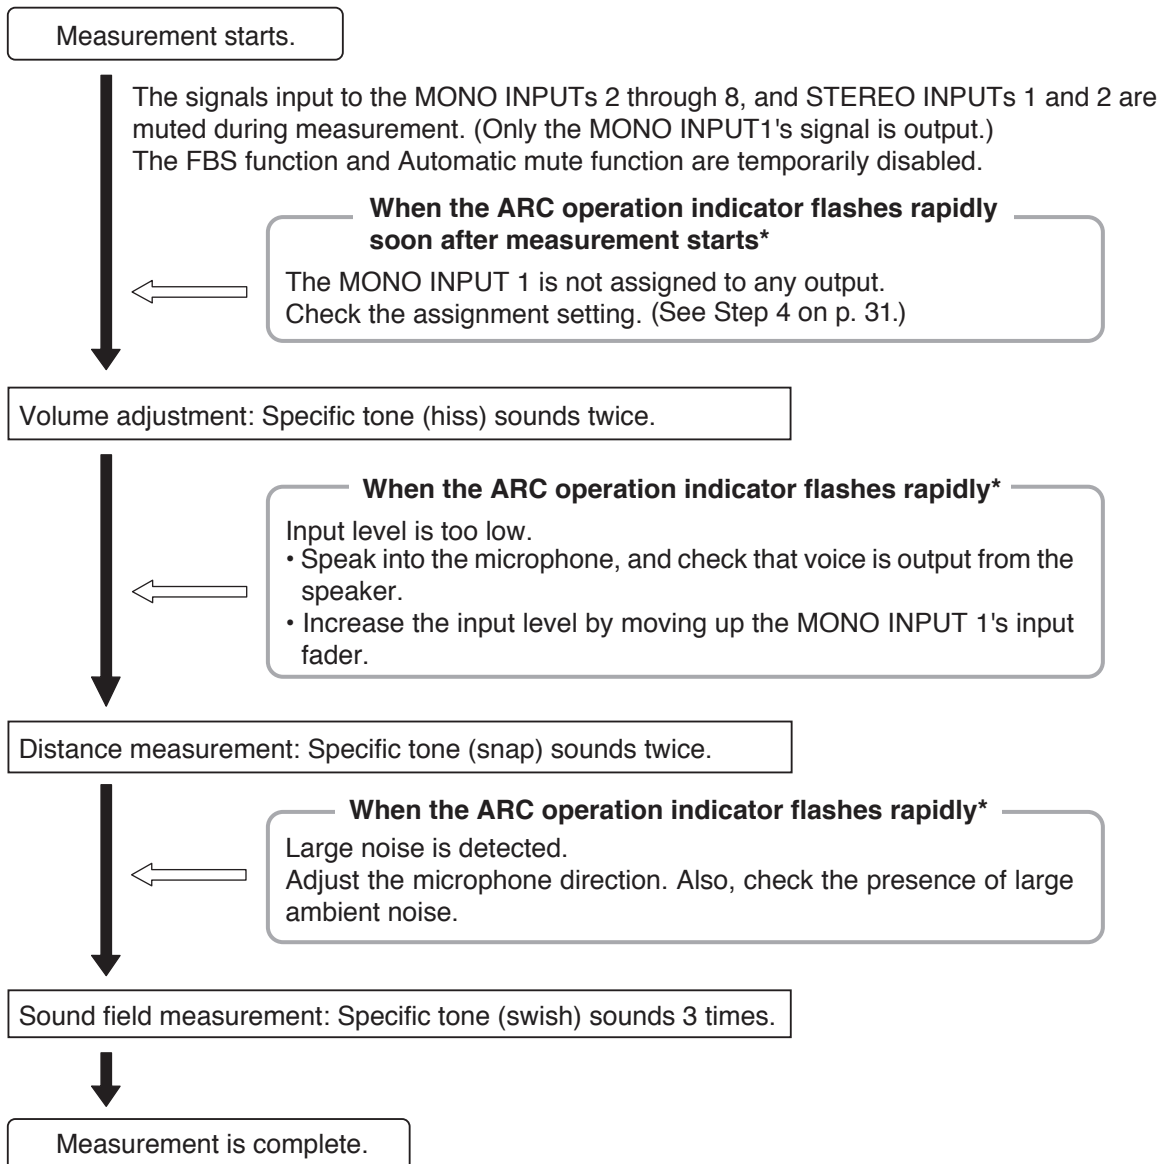 Measurement starts.
The signals input to the MONO INPUTs 2 through 8, and STEREO INPUTs 1 and 2 are
muted during measurement. (Only the MONO INPUT1's signal is output.)
The FBS function and Automatic mute function are temporarily disabled.
When the ARC operation indicator flashes rapidly
soon after measurement starts*
The MONO INPUT 1 is not assigned to any output.
Check the assignment setting. (See Step 4 on p. 31.)
Volume adjustment: Specific tone (hiss) sounds twice.
When the ARC operation indicator flashes rapidly*
Input level is too low.
• Speak into the microphone, and check that voice is output from the
speaker.
• Increase the input level by moving up the MONO INPUT 1's input
fader.
Distance measurement: Specific tone (snap) sounds twice.
When the ARC operation indicator flashes rapidly*
Large noise is detected.
Adjust the microphone direction. Also, check the presence of large
ambient noise.
Sound field measurement: Specific tone (swish) sounds 3 times.
Measurement is complete.